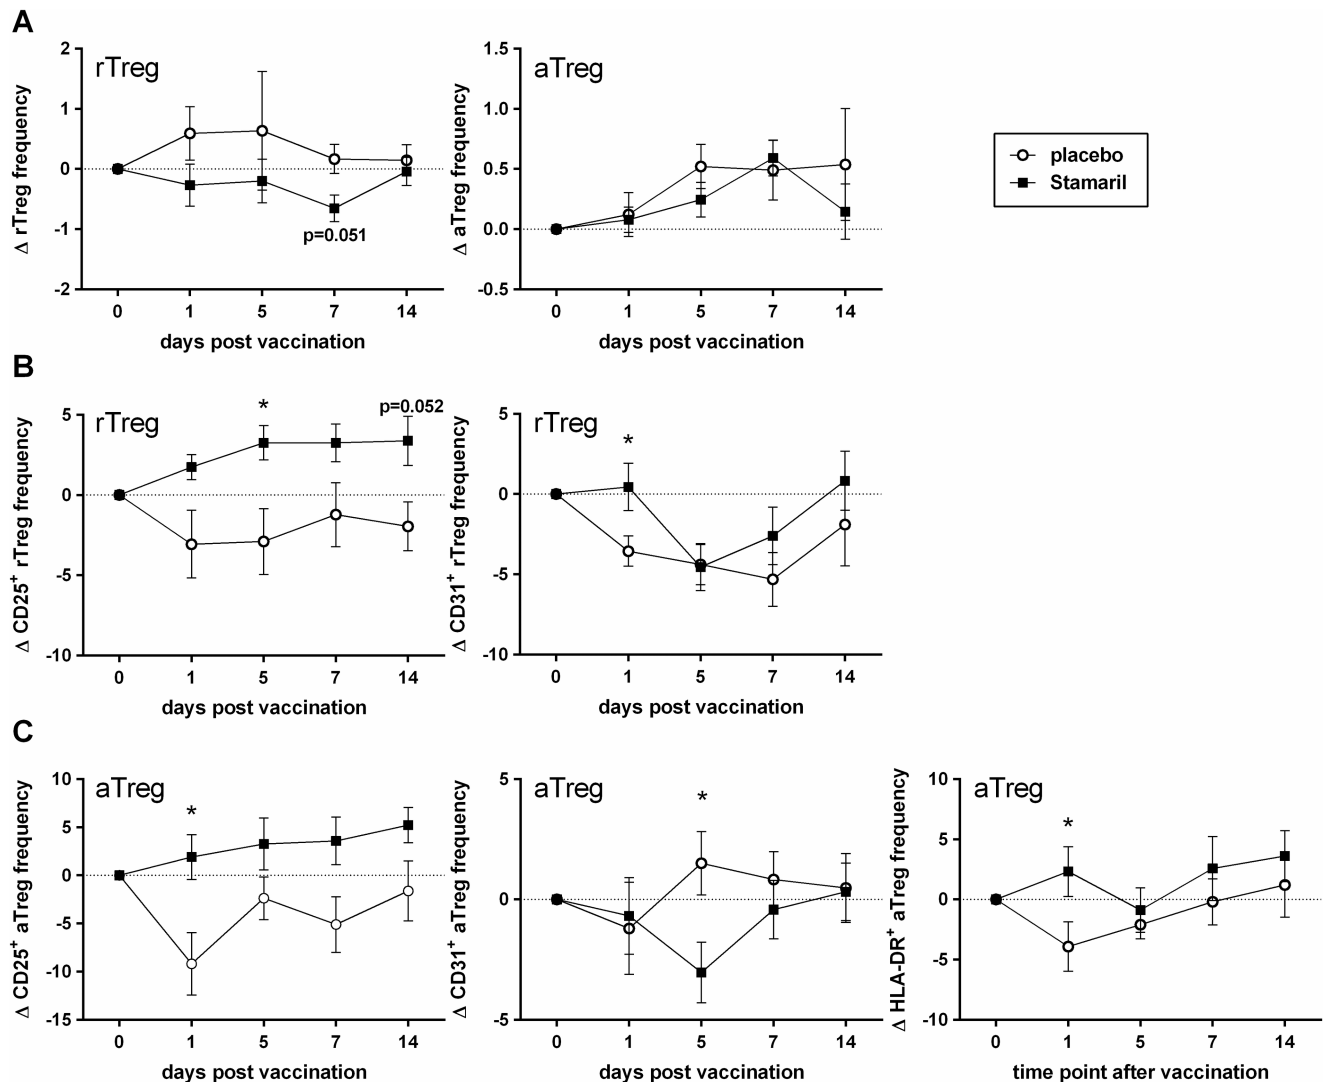 A
rTreg
Δ rTreg frequency
2
1
0
-1
-2
p=0.051
0 1 5 7 14
days post vaccination
aTreg
Δ aTreg frequency
1.5
1.0
0.5
0.0
-0.5
0 1 5 7 14
days post vaccination
placebo
Stamaril
B
rTreg
Δ CD25+ rTreg frequency
5
0
-5
-10
*
p=0.052
0 1 5 7 14
days post vaccination
rTreg
Δ CD31+ rTreg frequency
5
0
-5
-10
*
0 1 5 7 14
days post vaccination
C
aTreg
Δ CD25+ aTreg frequency
10
5
0
-5
-10
-15
*
0 1 5 7 14
days post vaccination
aTreg
Δ CD31+ aTreg frequency
5
0
-5
*
0 1 5 7 14
days post vaccination
aTreg
Δ HLA-DR+ aTreg frequency
10
5
0
-5
-10
*
0 1 5 7 14
time point after vaccination